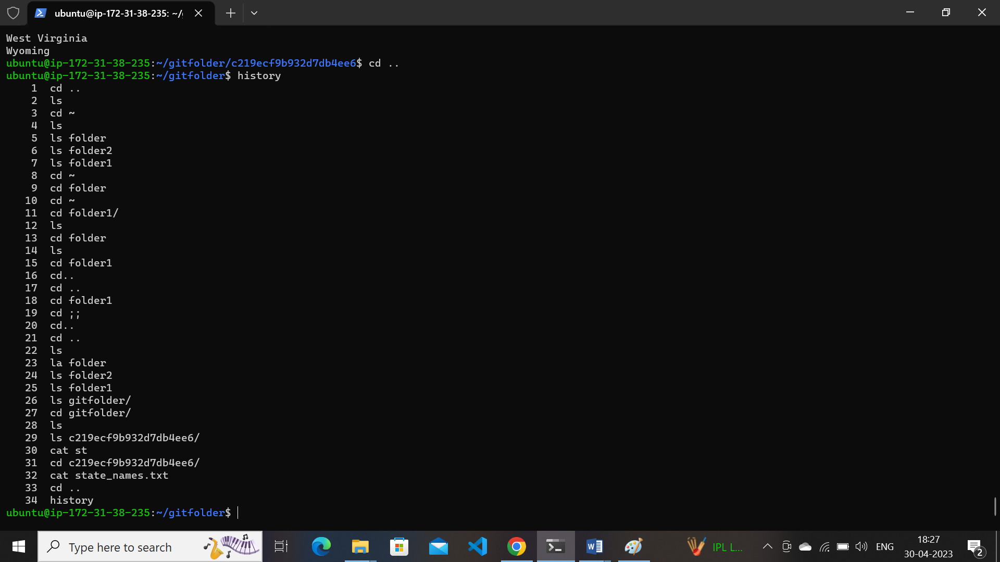 ubuntu@ip-172-31-38-235: ~/g
West Virginia
Wyoming
ubuntu@ip-172-31-38-235:~/gitfolder/c219ecf9b932d7db4ee6$ cd ..
ubuntu@ip-172-31-38-235:~/gitfolder$ history
1 cd ..
2 ls
3 cd ~
4 ls
5 ls folder
6 ls folder2
7 ls folder1
8 cd ~
9 cd folder
10 cd ~
11 cd folder1/
12 ls
13 cd folder
14 ls
15 cd folder1
16 cd..
17 cd ..
18 cd folder1
19 cd ;;
20 cd..
21 cd ..
22 ls
23 la folder
24 ls folder2
25 ls folder1
26 ls gitfolder/
27 cd gitfolder/
28 ls
29 ls c219ecf9b932d7db4ee6/
30 cat st
31 cd c219ecf9b932d7db4ee6/
32 cat state_names.txt
33 cd ..
34 history
ubuntu@ip-172-31-38-235:~/gitfolder$
Type here to search
IPL L...
ENG
18:27
30-04-2023
2